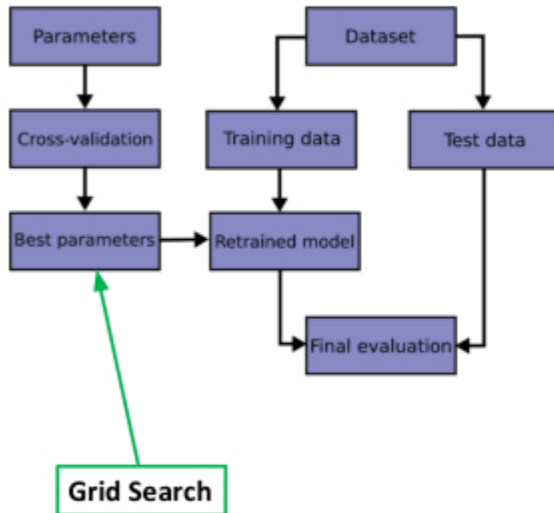 Parameters
Dataset
Cross-validation
Training data
Test data
Best parameters
Retrained model
Final evaluation
Grid Search